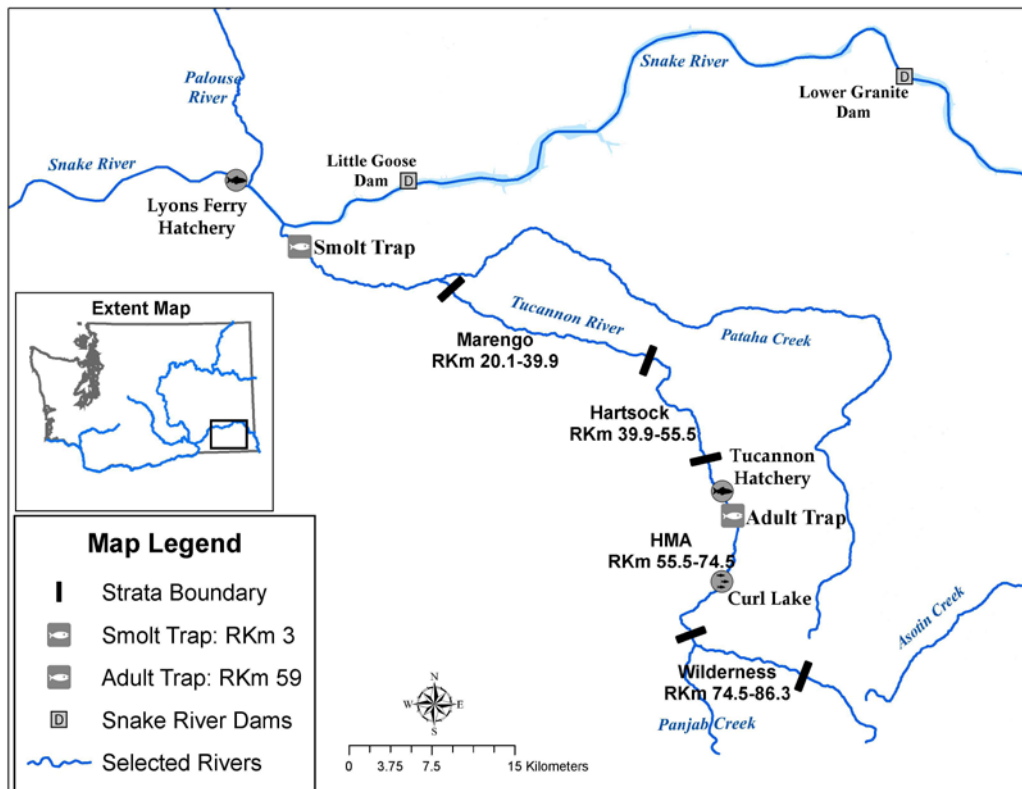 Palouse
River
Snake River
Lower Granite
Dam
D
Snake River
Little Goose
Dam
D
Lyons Ferry
Hatchery
Smolt Trap
Extent Map
Tucannon River
Marengo
RKm 20.1-39.9
Pataha Creek
Hartsock
RKm 39.9-55.5
Tucannon
Hatchery
Adult Trap
HMA
RKm 55.5-74.5
Curl Lake
Asotin Creek
Wilderness
RKm 74.5-86.3
Panjab Creek
Map Legend
Strata Boundary
Smolt Trap: RKm 3
Adult Trap: RKm 59
D Snake River Dams
Selected Rivers
N
W E
S
0 3.75 7.5 15 Kilometers